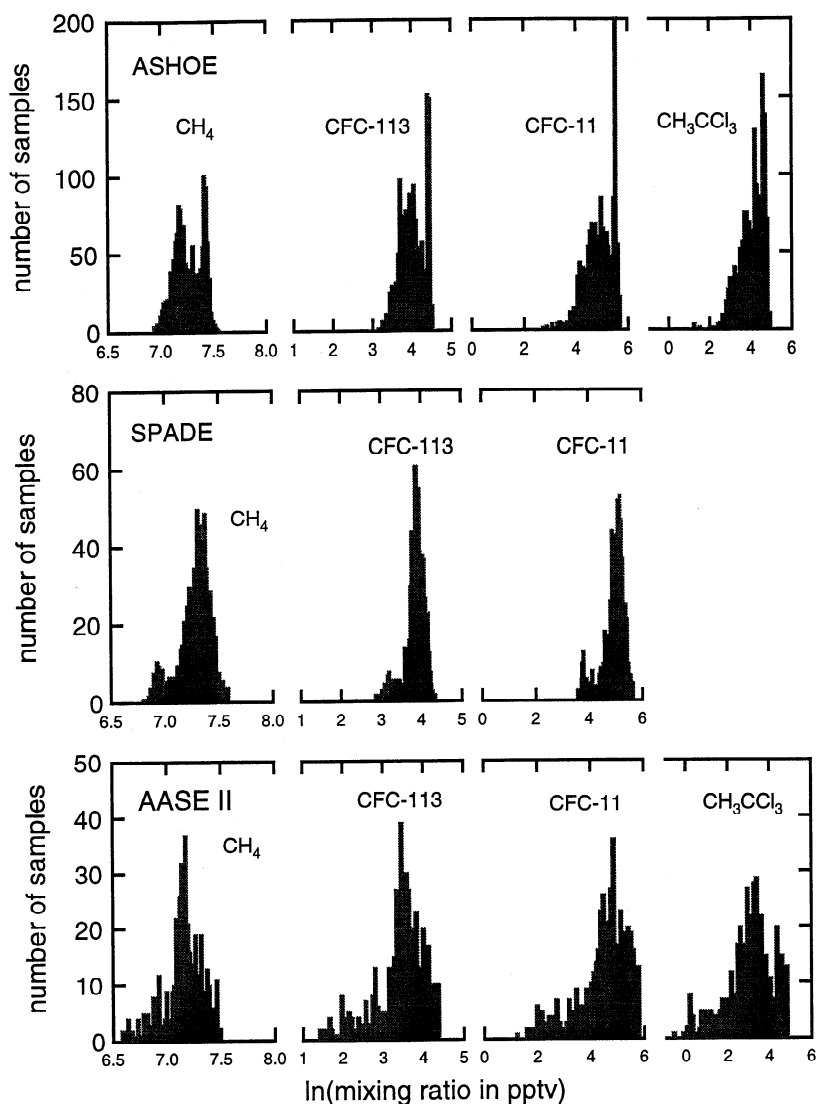 ASHOE
number of samples
200
150
100
50
0
CH₄
CFC-113
CFC-11
CH₃CCl₃
6.5 7.0 7.5 8.0
1 2 3 4 5
0 2 4 6
0 2 4 6
SPADE
number of samples
80
60
40
20
0
CH₄
CFC-113
CFC-11
6.5 7.0 7.5 8.0
1 2 3 4 5
0 2 4 6
AASE II
number of samples
50
40
30
20
10
0
CH₄
CFC-113
CFC-11
CH₃CCl₃
6.5 7.0 7.5 8.0
1 2 3 4 5
0 2 4 6
0 2 4 6
ln(mixing ratio in pptv)